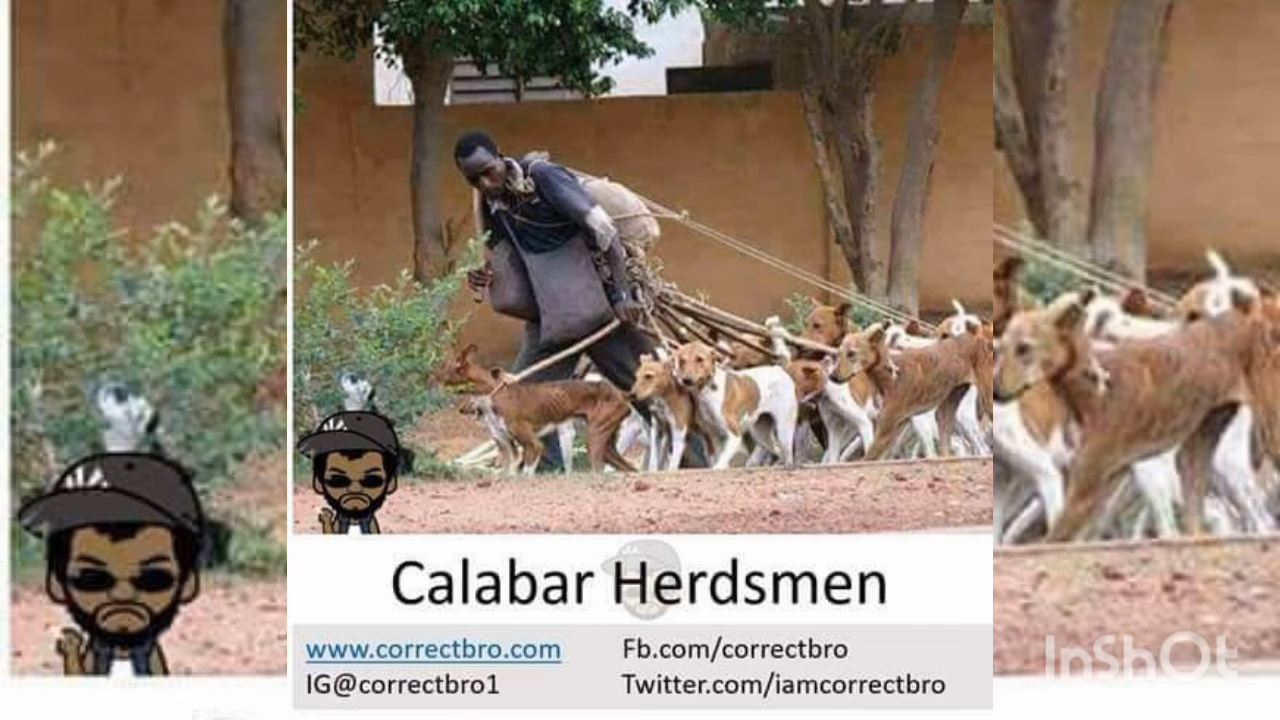 Calabar Herdsmen
www.correctbro.com
Fb.com/correctbro
IG@correctbro1
Twitter.com/iamcorrectbro
InShOt